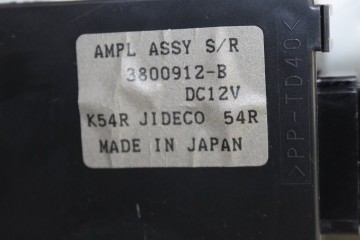 AMPL ASSY S/R
3800912-B
DC12V
K54R JIDECO 54R
MADE IN JAPAN
>PP-TD40<